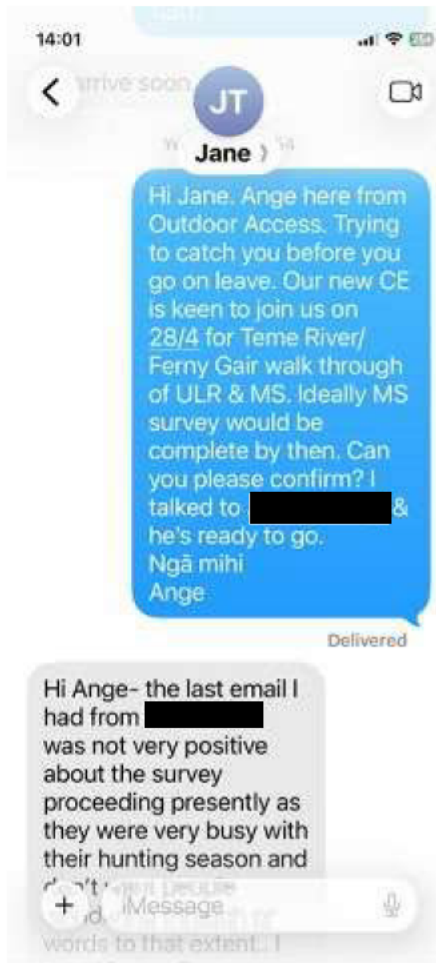 14:01
arrive soon
JT
Jane
Hi Jane. Ange here from
Outdoor Access. Trying
to catch you before you
go on leave. Our new CE
is keen to join us on
28/4 for Teme River/
Ferny Gair walk through
of ULR & MS. Ideally MS
survey would be
complete by then. Can
you please confirm? I
talked to &
he's ready to go.
Ngā mihi
Ange
Delivered
Hi Ange- the last email I
had from
was not very positive
about the survey
proceeding presently as
they were very busy with
their hunting season and
don't people
iMessage
words to that extent.. I